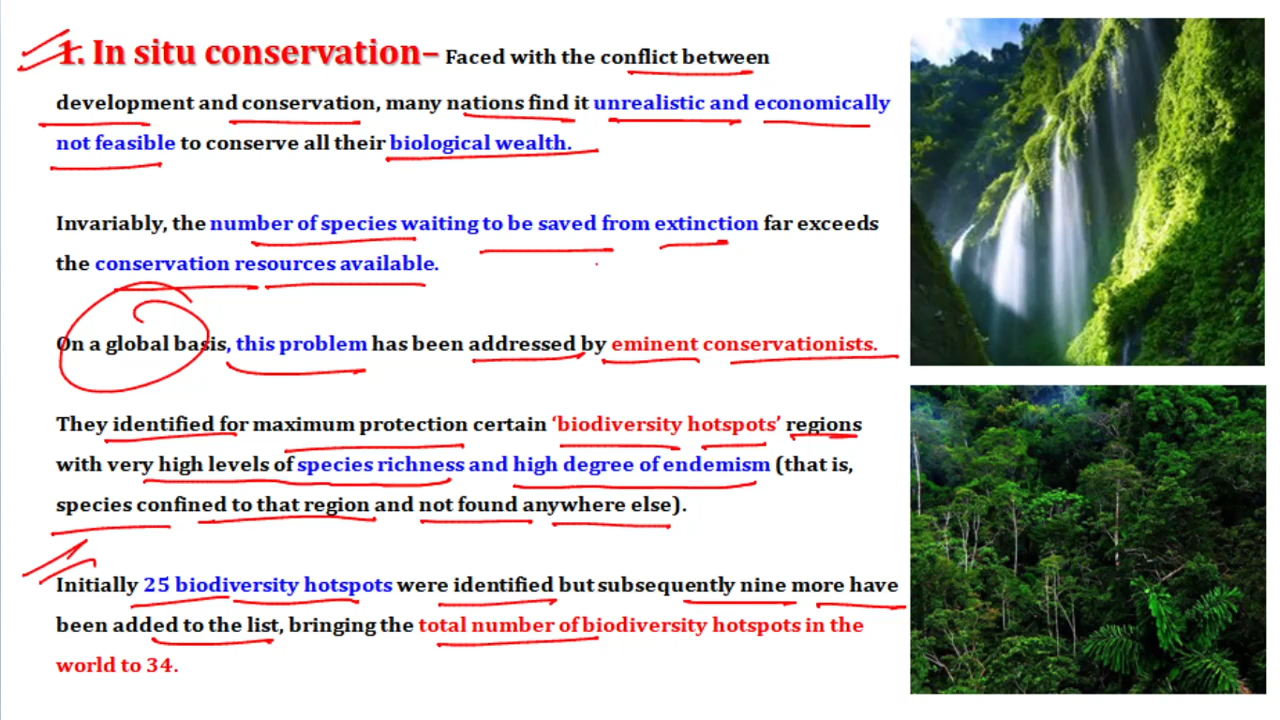 1. In situ conservation– Faced with the conflict between
development and conservation, many nations find it unrealistic and economically
not feasible to conserve all their biological wealth.
Invariably, the number of species waiting to be saved from extinction far exceeds
the conservation resources available.
On a global basis, this problem has been addressed by eminent conservationists.
They identified for maximum protection certain ‘biodiversity hotspots’ regions
with very high levels of species richness and high degree of endemism (that is,
species confined to that region and not found anywhere else).
Initially 25 biodiversity hotspots were identified but subsequently nine more have
been added to the list, bringing the total number of biodiversity hotspots in the
world to 34.